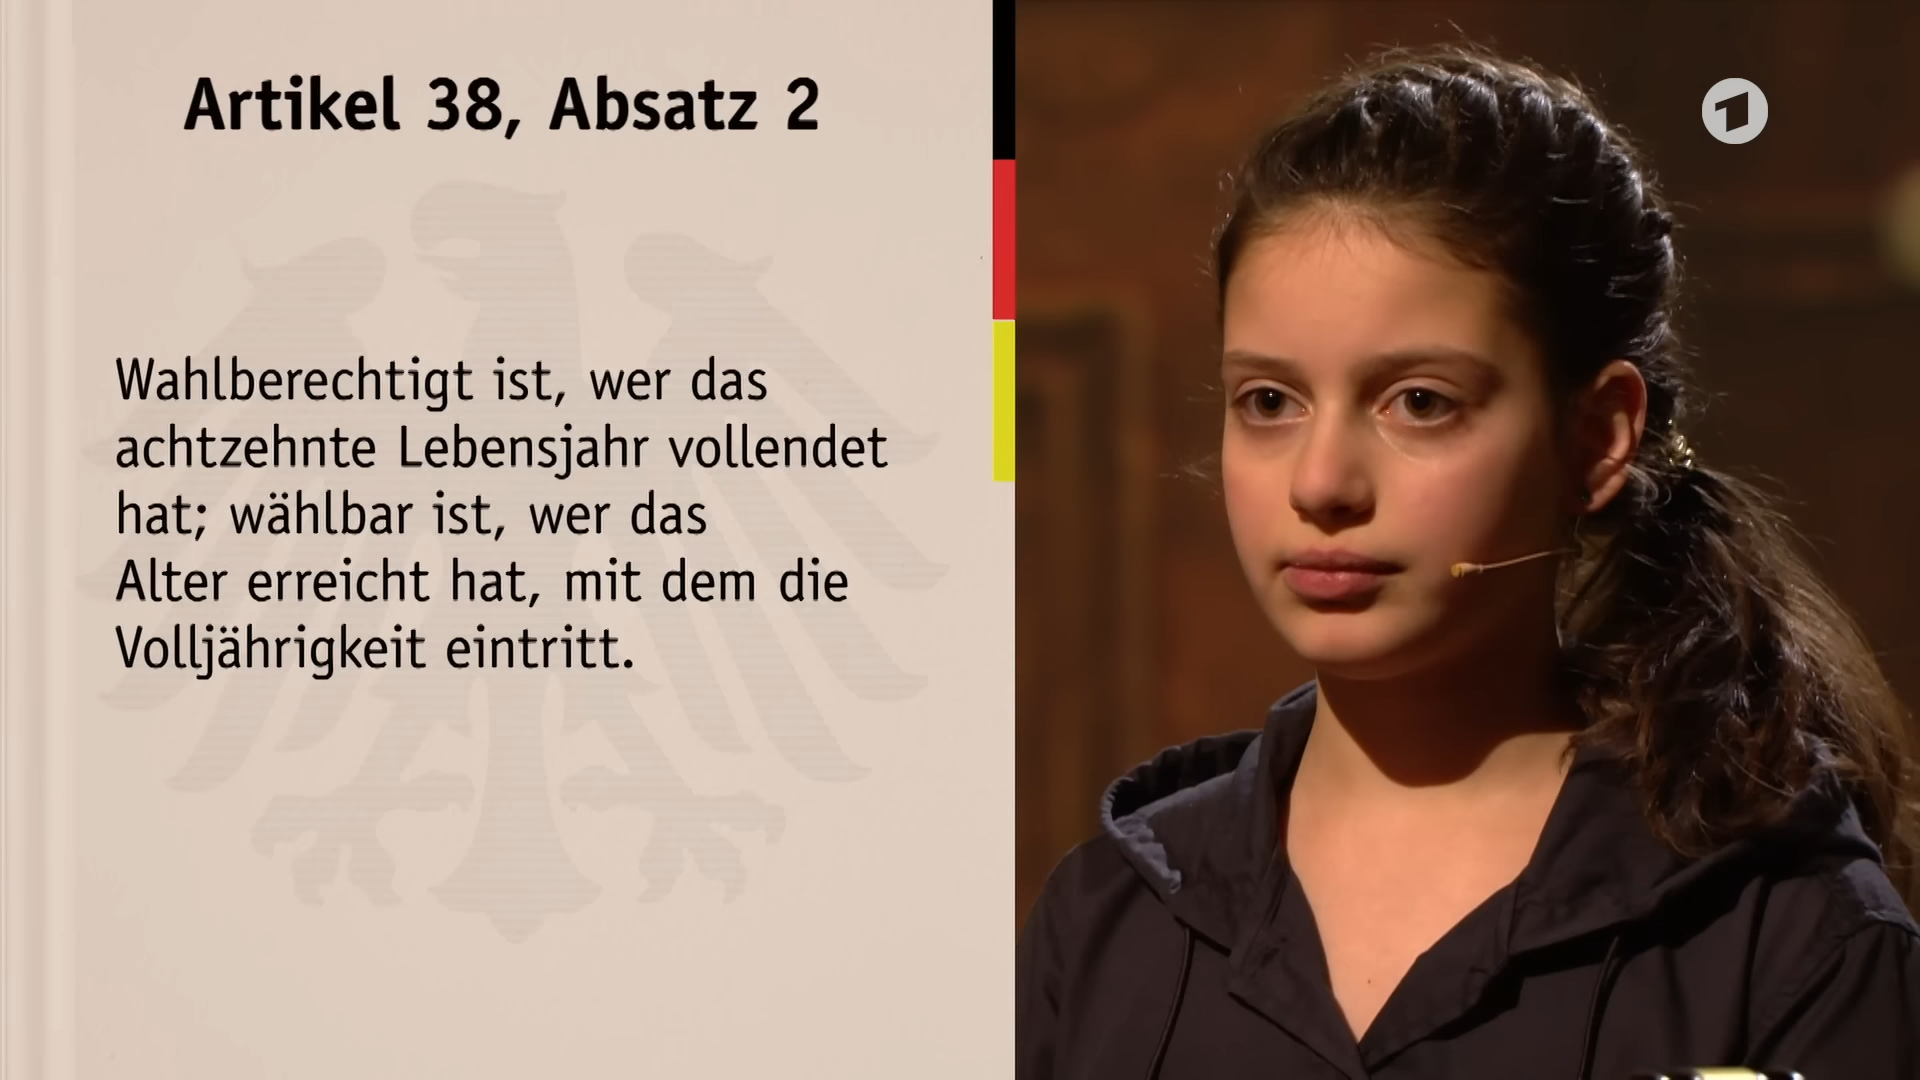 Artikel 38, Absatz 2
Wahlberechtigt ist, wer das
achtzehnte Lebensjahr vollendet
hat; wählbar ist, wer das
Alter erreicht hat, mit dem die
Volljährigkeit eintritt.
1